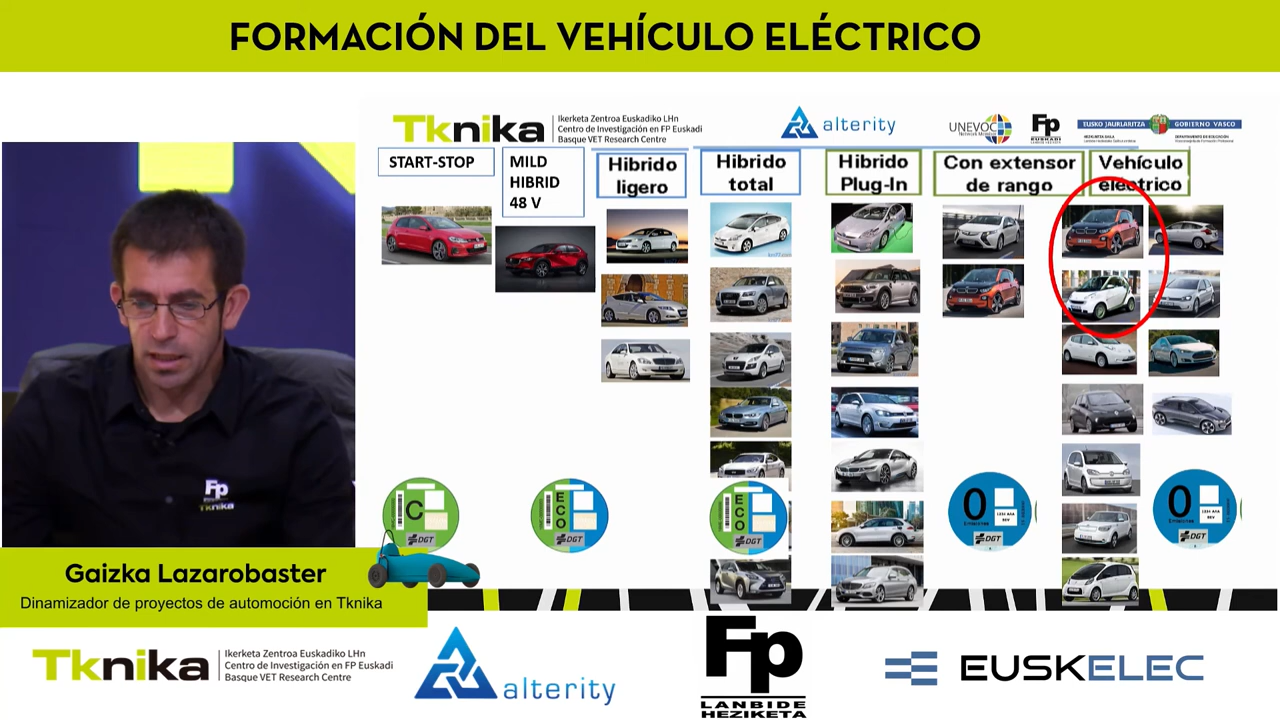 FORMACIÓN DEL VEHÍCULO ELÉCTRICO
Tknika
Ikerketa Zentroa Euskadiko LHn
Centro de Investigación en FP Euskadi
Basque VET Research Centre
alterity
UNEVOC
Fp
EUSKO JAURLARITZA
GOBIERNO VASCO
START-STOP
MILD
HIBRID
48 V
Hibrido
ligero
Hibrido
total
Hibrido
Plug-In
Con extensor
de rango
Vehículo
eléctrico
C
DGT
ECO
DGT
ECO
DGT
0
DGT
0
DGT
Fp
Tknika
Gaizka Lazarobaster
Dinamizador de proyectos de automoción en Tknika
Tknika
Ikerketa Zentroa Euskadiko LHn
Centro de Investigación en FP Euskadi
Basque VET Research Centre
alterity
Fp
LANBIDE
HEZIKETA
EUSKELEC